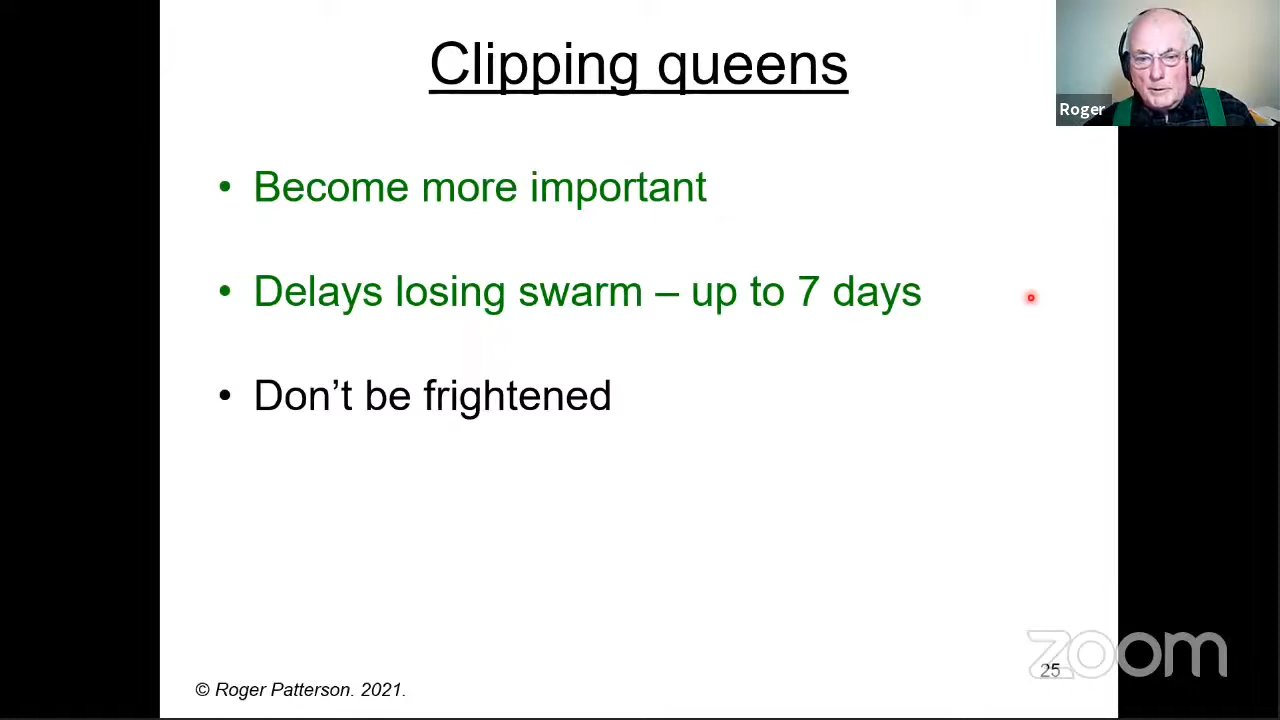 Clipping queens
Roger
• Become more important
• Delays losing swarm – up to 7 days
• Don’t be frightened
© Roger Patterson. 2021.
25
zoom